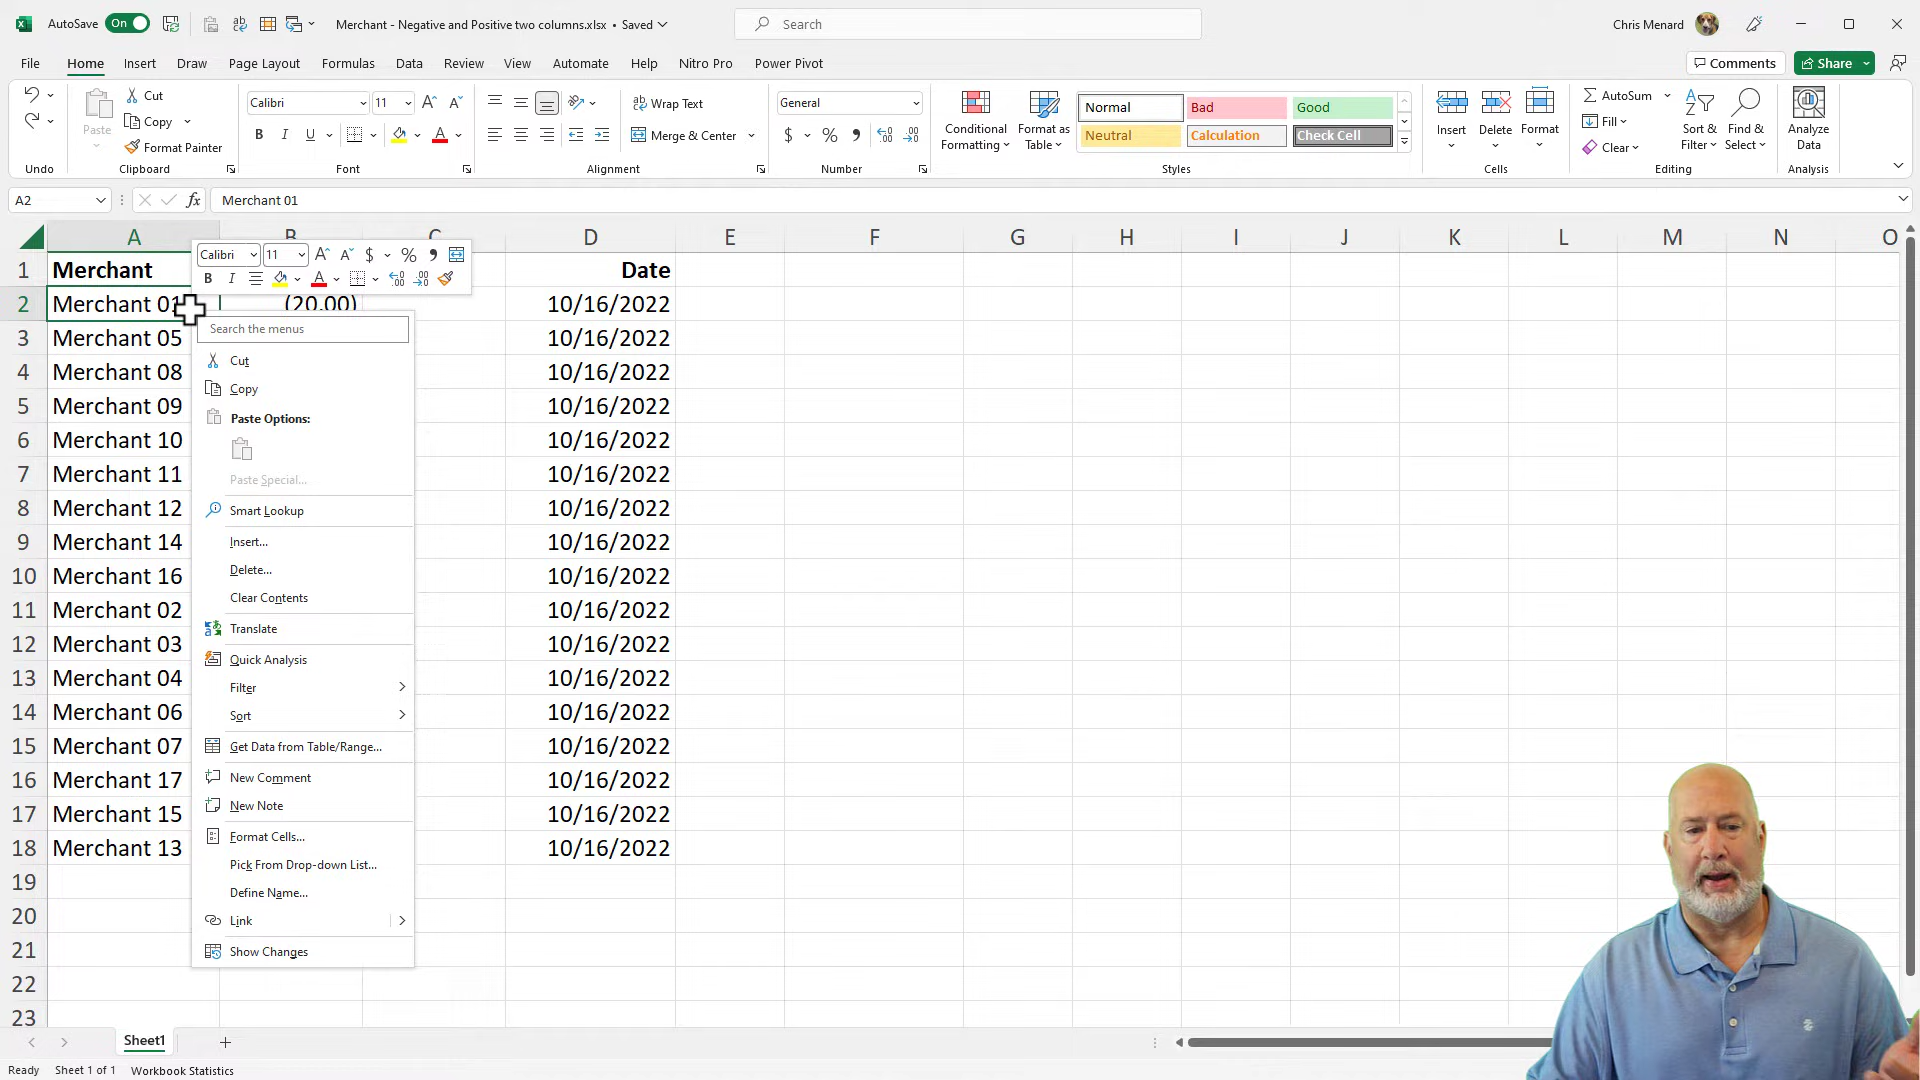 AutoSave On Merchant - Negative and Positive two columns.xlsx • Saved Search Chris Menard
File Home Insert Draw Page Layout Formulas Data Review View Automate Help Nitro Pro Power Pivot Comments Share
Paste Cut Copy Format Painter
Calibri 11
B I U A
Wrap Text
Merge & Center
General
$ %
Conditional Formatting
Format as Table
Normal Bad Good
Neutral Calculation Check Cell
Insert Delete Format
AutoSum
Fill
Clear
Sort & Filter
Find & Select
Analyze Data
Undo Clipboard Font Alignment Number Styles Cells Editing Analysis
A2 fx Merchant 01
A B C D E F G H I J K L M N O
Calibri 11 $ %
B I A
1 Merchant Date
2 Merchant 01 (20.00) 10/16/2022
3 Merchant 05 10/16/2022
4 Merchant 08 10/16/2022
5 Merchant 09 10/16/2022
6 Merchant 10 10/16/2022
7 Merchant 11 10/16/2022
8 Merchant 12 10/16/2022
9 Merchant 14 10/16/2022
10 Merchant 16 10/16/2022
11 Merchant 02 10/16/2022
12 Merchant 03 10/16/2022
13 Merchant 04 10/16/2022
14 Merchant 06 10/16/2022
15 Merchant 07 10/16/2022
16 Merchant 17 10/16/2022
17 Merchant 15 10/16/2022
18 Merchant 13 10/16/2022
19
20
21
22
23
Search the menus
Cut
Copy
Paste Options:
Paste Special...
Smart Lookup
Insert...
Delete...
Clear Contents
Translate
Quick Analysis
Filter
Sort
Get Data from Table/Range...
New Comment
New Note
Format Cells...
Pick From Drop-down List...
Define Name...
Link
Show Changes
Sheet1
Ready Sheet 1 of 1 Workbook Statistics